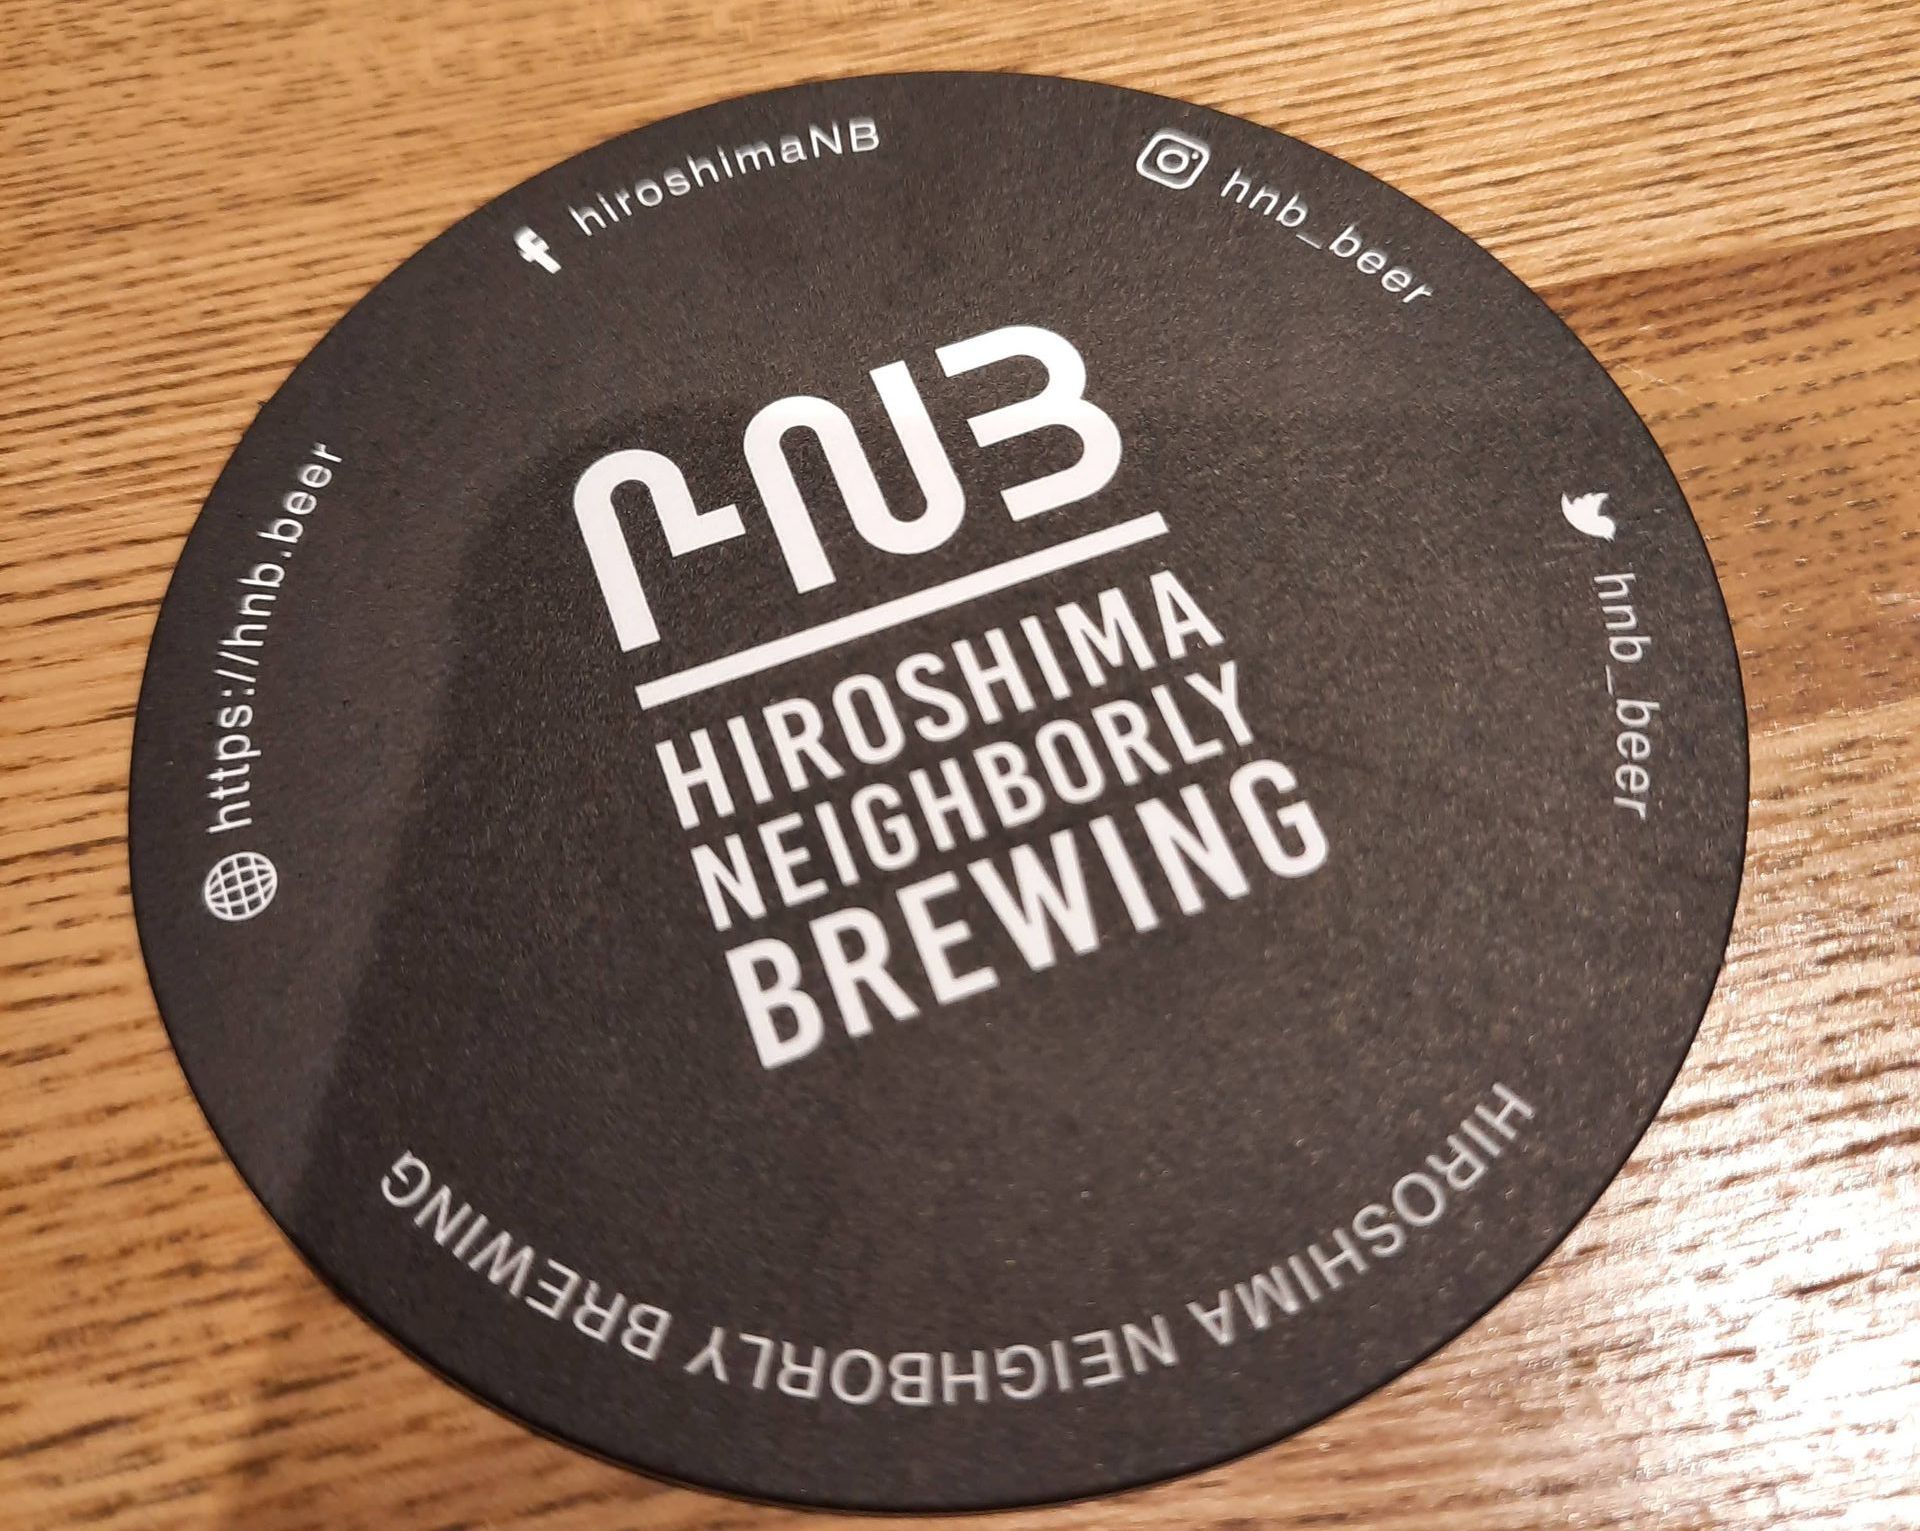 https://hnb.beer
hiroshimaNB
hnb_beer
hnb_beer
HNB
HIROSHIMA
NEIGHBORLY
BREWING
HIROSHIMA NEIGHBORLY BREWING